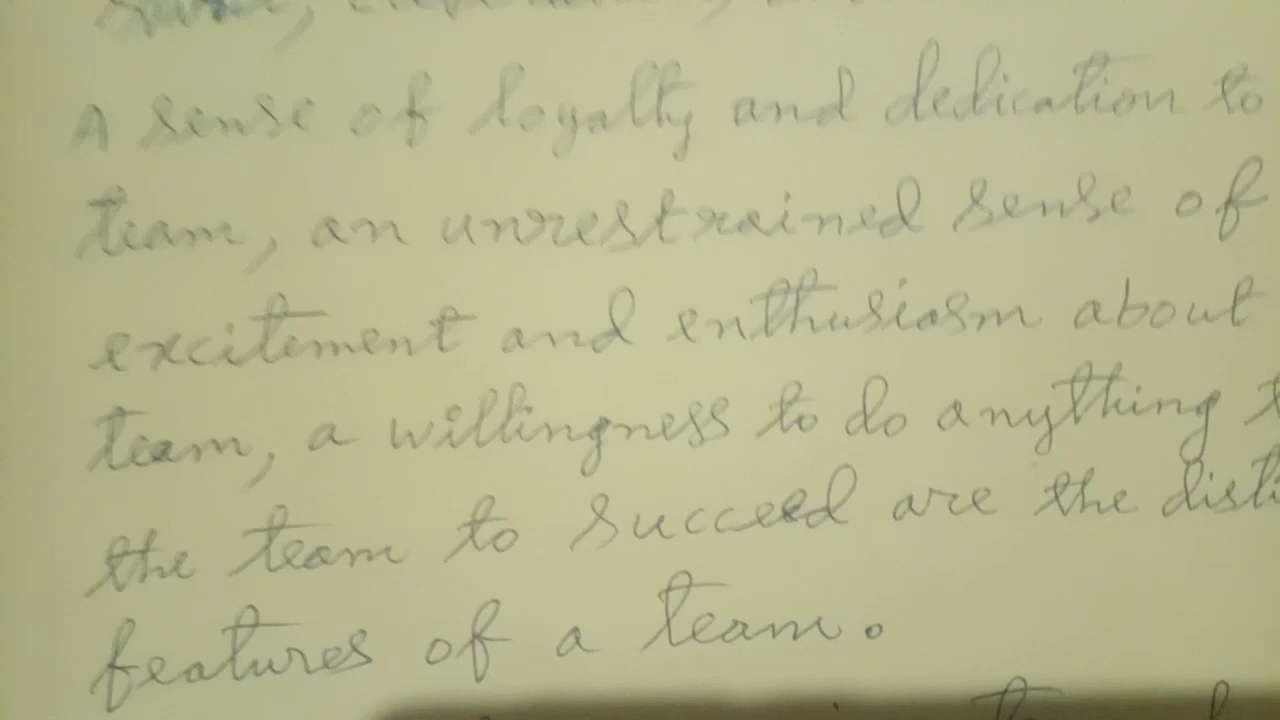 A sense of loyalty and dedication to
team, an unrestrained sense of
excitement and enthusiasm about
team, a willingness to do anything
the team to succeed are the
features of a team.